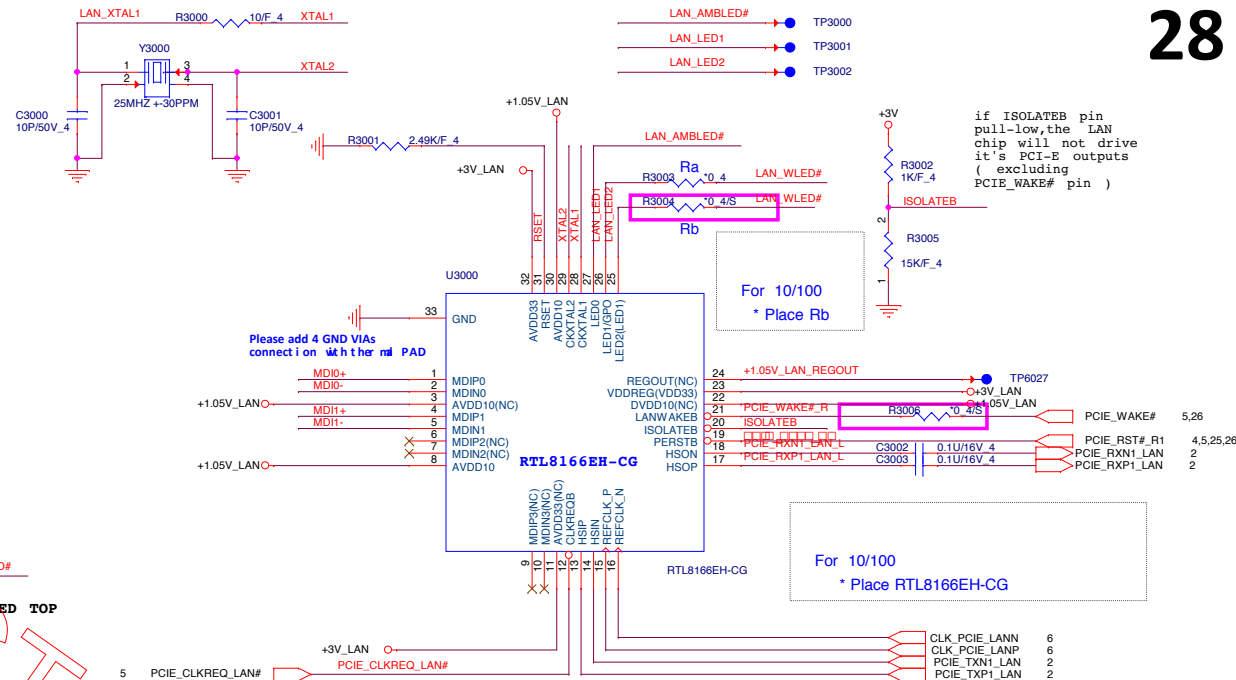 28
LAN_XTAL1
R3000
10/F_4
XTAL1
Y3000
1
2
3
4
XTAL2
25MHZ +-30PPM
C3000
10P/50V_4
C3001
10P/50V_4
LAN_AMBLED#
TP3000
LAN_LED1
TP3001
LAN_LED2
TP3002
+1.05V_LAN
R3001
2.49K/F_4
LAN_AMBLED#
+3V_LAN
Ra
*0_4
LAN_WLED#
R3004
*0_4/S
LAN_WLED#
Rb
RSET
XTAL2
XTAL1
LAN_LED1
LAN_LED2
+3V
R3002
1K/F_4
ISOLATEB
2
R3005
15K/F_4
1
if ISOLATEB pin
pull-low,the LAN
chip will not drive
it's PCI-E outputs
( excluding
PCIE_WAKE# pin )
For 10/100
* Place Rb
U3000
32
31
30
29
28
27
26
25
AVDD33
RSET
AVDD10
CKXTAL2
CKXTAL1
LED0
LED1/GPO
LED2(LED1)
33
GND
Please add 4 GND VIAs
connection with thermal PAD
MDI0+
1
MDIP0
MDI0-
2
MDIN0
+1.05V_LAN
3
AVDD10(NC)
MDI1+
4
MDIP1
MDI1-
5
MDIN1
6
MDIP2(NC)
7
MDIN2(NC)
+1.05V_LAN
8
AVDD10
RTL8166EH-CG
REGOUT(NC)
24
+1.05V_LAN_REGOUT
TP6027
VDDREG(VDD33)
23
+3V_LAN
DVDD10(NC)
22
+1.05V_LAN
LANWAKEB
21
PCIE_WAKE#_R
R3006
*0_4/S
PCIE_WAKE#
5,26
ISOLATEB
20
ISOLATEB
PERSTB
19
PCIE_RST#_R1
4,5,25,26
HSON
18
PCIE_RXN1_LAN_L
C3002
0.1U/16V_4
PCIE_RXN1_LAN
2
HSOP
17
PCIE_RXP1_LAN_L
C3003
0.1U/16V_4
PCIE_RXP1_LAN
2
MDIP3(NC)
MDIN3(NC)
AVDD33(NC)
CLKREQB
HSIP
HSIN
REFCLK_P
REFCLK_N
9
10
11
12
13
14
15
16
RTL8166EH-CG
For 10/100
* Place RTL8166EH-CG
ED TOP
+3V_LAN
5
PCIE_CLKREQ_LAN#
PCIE_CLKREQ_LAN#
CLK_PCIE_LANN
6
CLK_PCIE_LANP
6
PCIE_TXN1_LAN
2
PCIE_TXP1_LAN
2